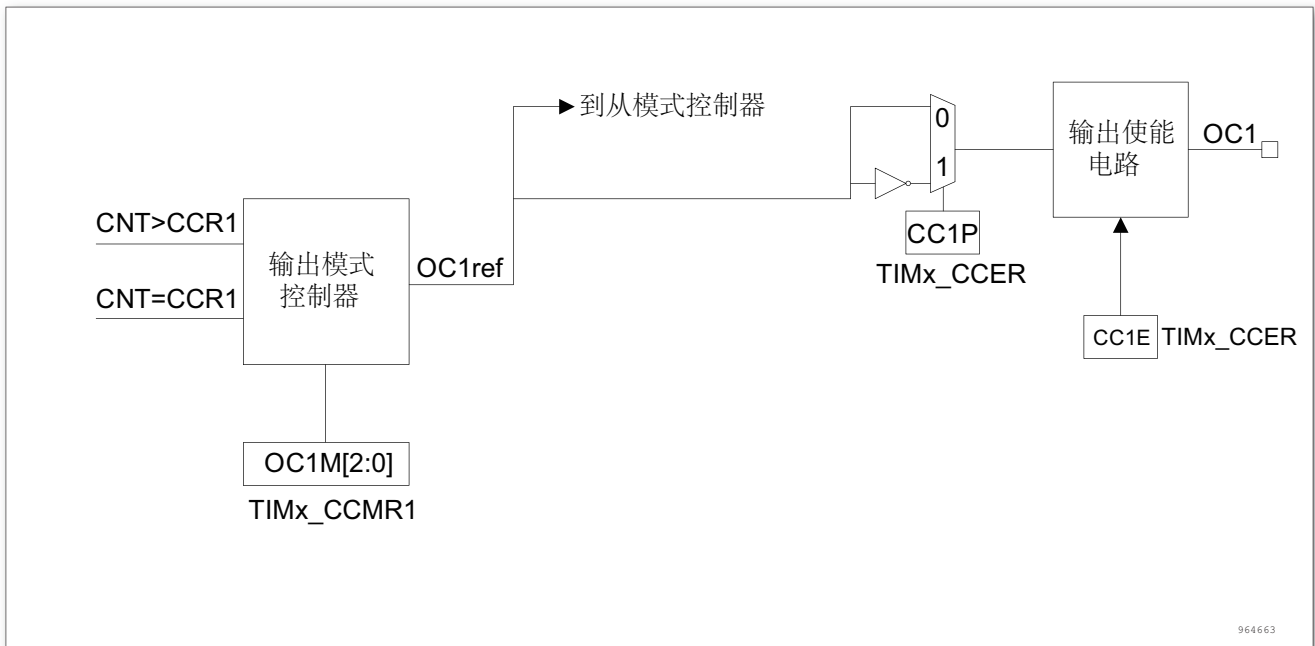 到从模式控制器
0
1
输出使能
电路
OC1
CNT>CCR1
CNT=CCR1
输出模式
控制器
OC1ref
CC1P
TIMx_CCER
CC1E
TIMx_CCER
OC1M[2:0]
TIMx_CCMR1
964663